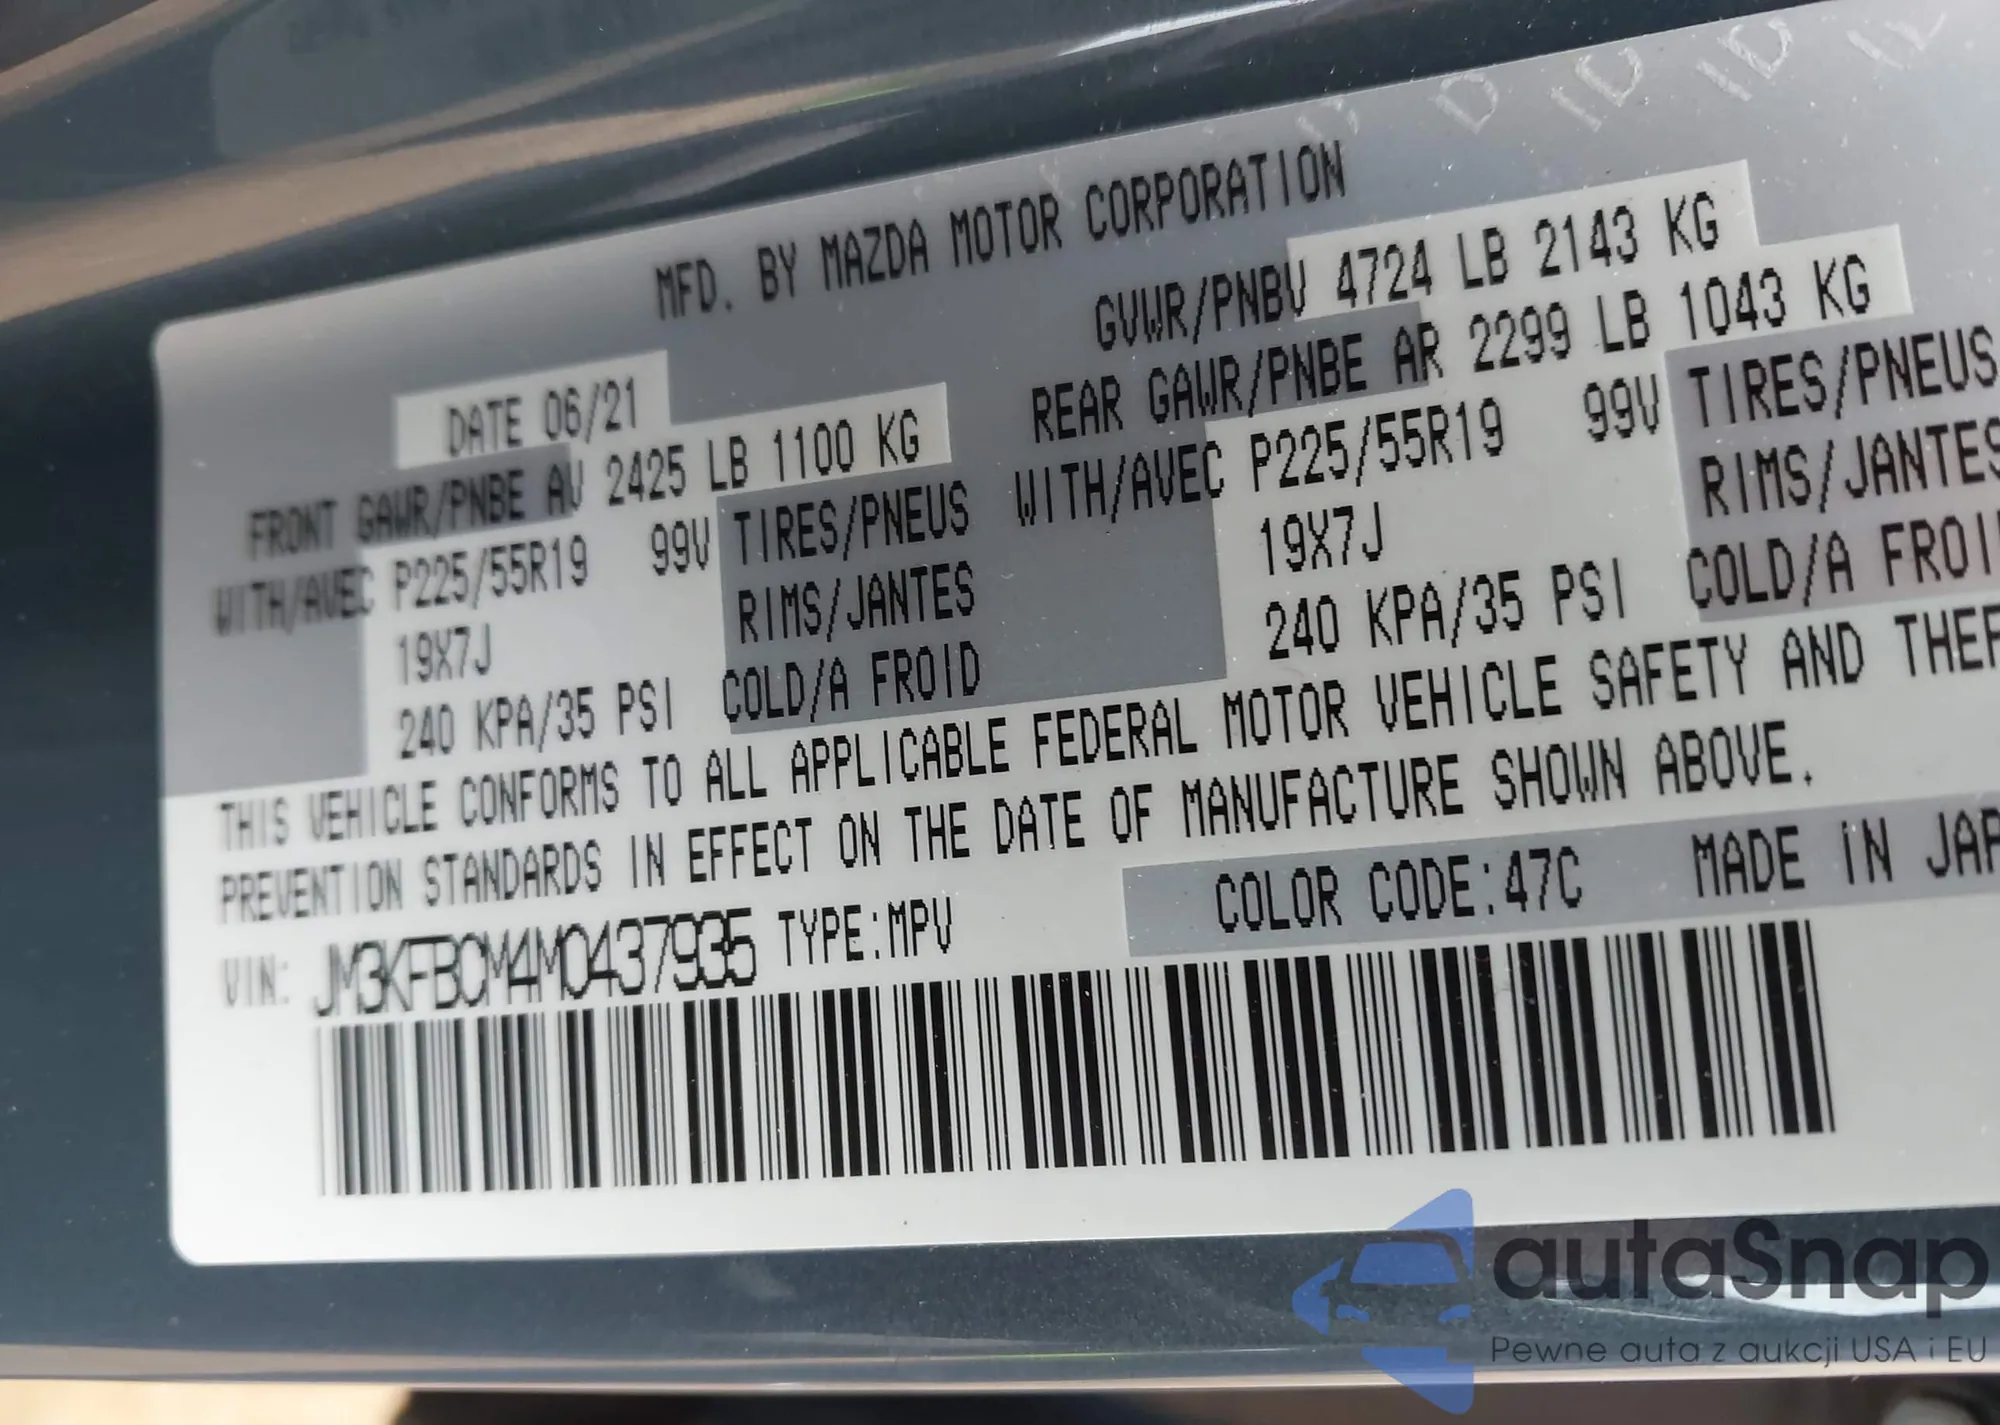 MFD. BY MAZDA MOTOR CORPORATION
DATE 06/21
GVWR/PNBV 4724 LB 2143 KG
FRONT GAWR/PNBE AV 2425 LB 1100 KG
REAR GAWR/PNBE AR 2299 LB 1043 KG
WITH/AVEC P225/55R19 99V TIRES/PNEUS
WITH/AVEC P225/55R19 99V TIRES/PNEUS
19X7J RIMS/JANTES
19X7J RIMS/JANTES
240 KPA/35 PSI COLD/A FROID
240 KPA/35 PSI COLD/A FROI
THIS VEHICLE CONFORMS TO ALL APPLICABLE FEDERAL MOTOR VEHICLE SAFETY AND THEF
PREVENTION STANDARDS IN EFFECT ON THE DATE OF MANUFACTURE SHOWN ABOVE.
VIN: JM3KFBCM4M0437935 TYPE:MPV
COLOR CODE:47C MADE IN JAP
autaSnap
Pewne auta z aukcji USA i EU